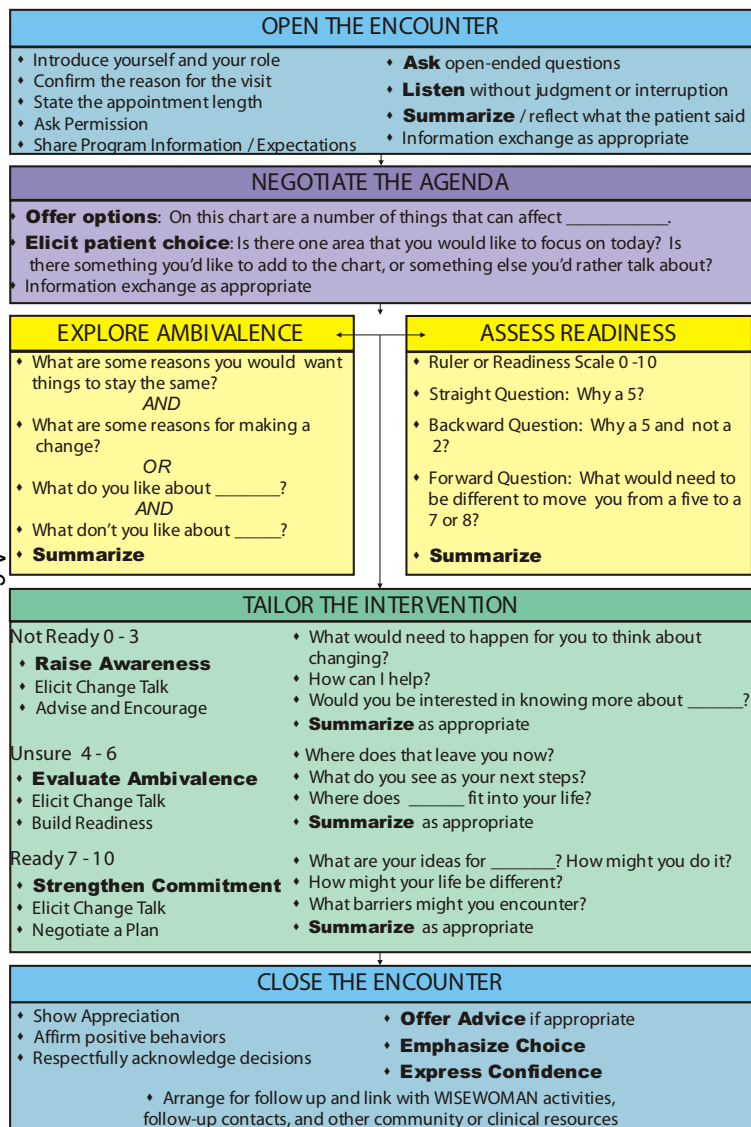 OPEN THE ENCOUNTER
♦ Introduce yourself and your role
♦ Confirm the reason for the visit
♦ State the appointment length
♦ Ask Permission
♦ Share Program Information / Expectations
♦ Ask open-ended questions
♦ Listen without judgment or interruption
♦ Summarize / reflect what the patient said
♦ Information exchange as appropriate
NEGOTIATE THE AGENDA
♦ Offer options: On this chart are a number of things that can affect ___________.
♦ Elicit patient choice: Is there one area that you would like to focus on today? Is
there something you'd like to add to the chart, or something else you'd rather talk about?
♦ Information exchange as appropriate
EXPLORE AMBIVALENCE
♦ What are some reasons you would want
things to stay the same?
AND
♦ What are some reasons for making a
change?
OR
♦ What do you like about _______?
AND
♦ What don't you like about _____?
♦ Summarize
ASSESS READINESS
♦ Ruler or Readiness Scale 0 -10
♦ Straight Question: Why a 5?
♦ Backward Question: Why a 5 and not a
2?
♦ Forward Question: What would need to
be different to move you from a five to a
7 or 8?
♦ Summarize
TAILOR THE INTERVENTION
Not Ready 0 - 3
♦ Raise Awareness
♦ Elicit Change Talk
♦ Advise and Encourage
♦ What would need to happen for you to think about
changing?
♦ How can I help?
♦ Would you be interested in knowing more about ______?
♦ Summarize as appropriate
Unsure 4 - 6
♦ Evaluate Ambivalence
♦ Elicit Change Talk
♦ Build Readiness
♦ Where does that leave you now?
♦ What do you see as your next steps?
♦ Where does ______ fit into your life?
♦ Summarize as appropriate
Ready 7 - 10
♦ Strengthen Commitment
♦ Elicit Change Talk
♦ Negotiate a Plan
♦ What are your ideas for _______? How might you do it?
♦ How might your life be different?
♦ What barriers might you encounter?
♦ Summarize as appropriate
CLOSE THE ENCOUNTER
♦ Show Appreciation
♦ Affirm positive behaviors
♦ Respectfully acknowledge decisions
♦ Offer Advice if appropriate
♦ Emphasize Choice
♦ Express Confidence
♦ Arrange for follow up and link with WISEWOMAN activities,
follow-up contacts, and other community or clinical resources